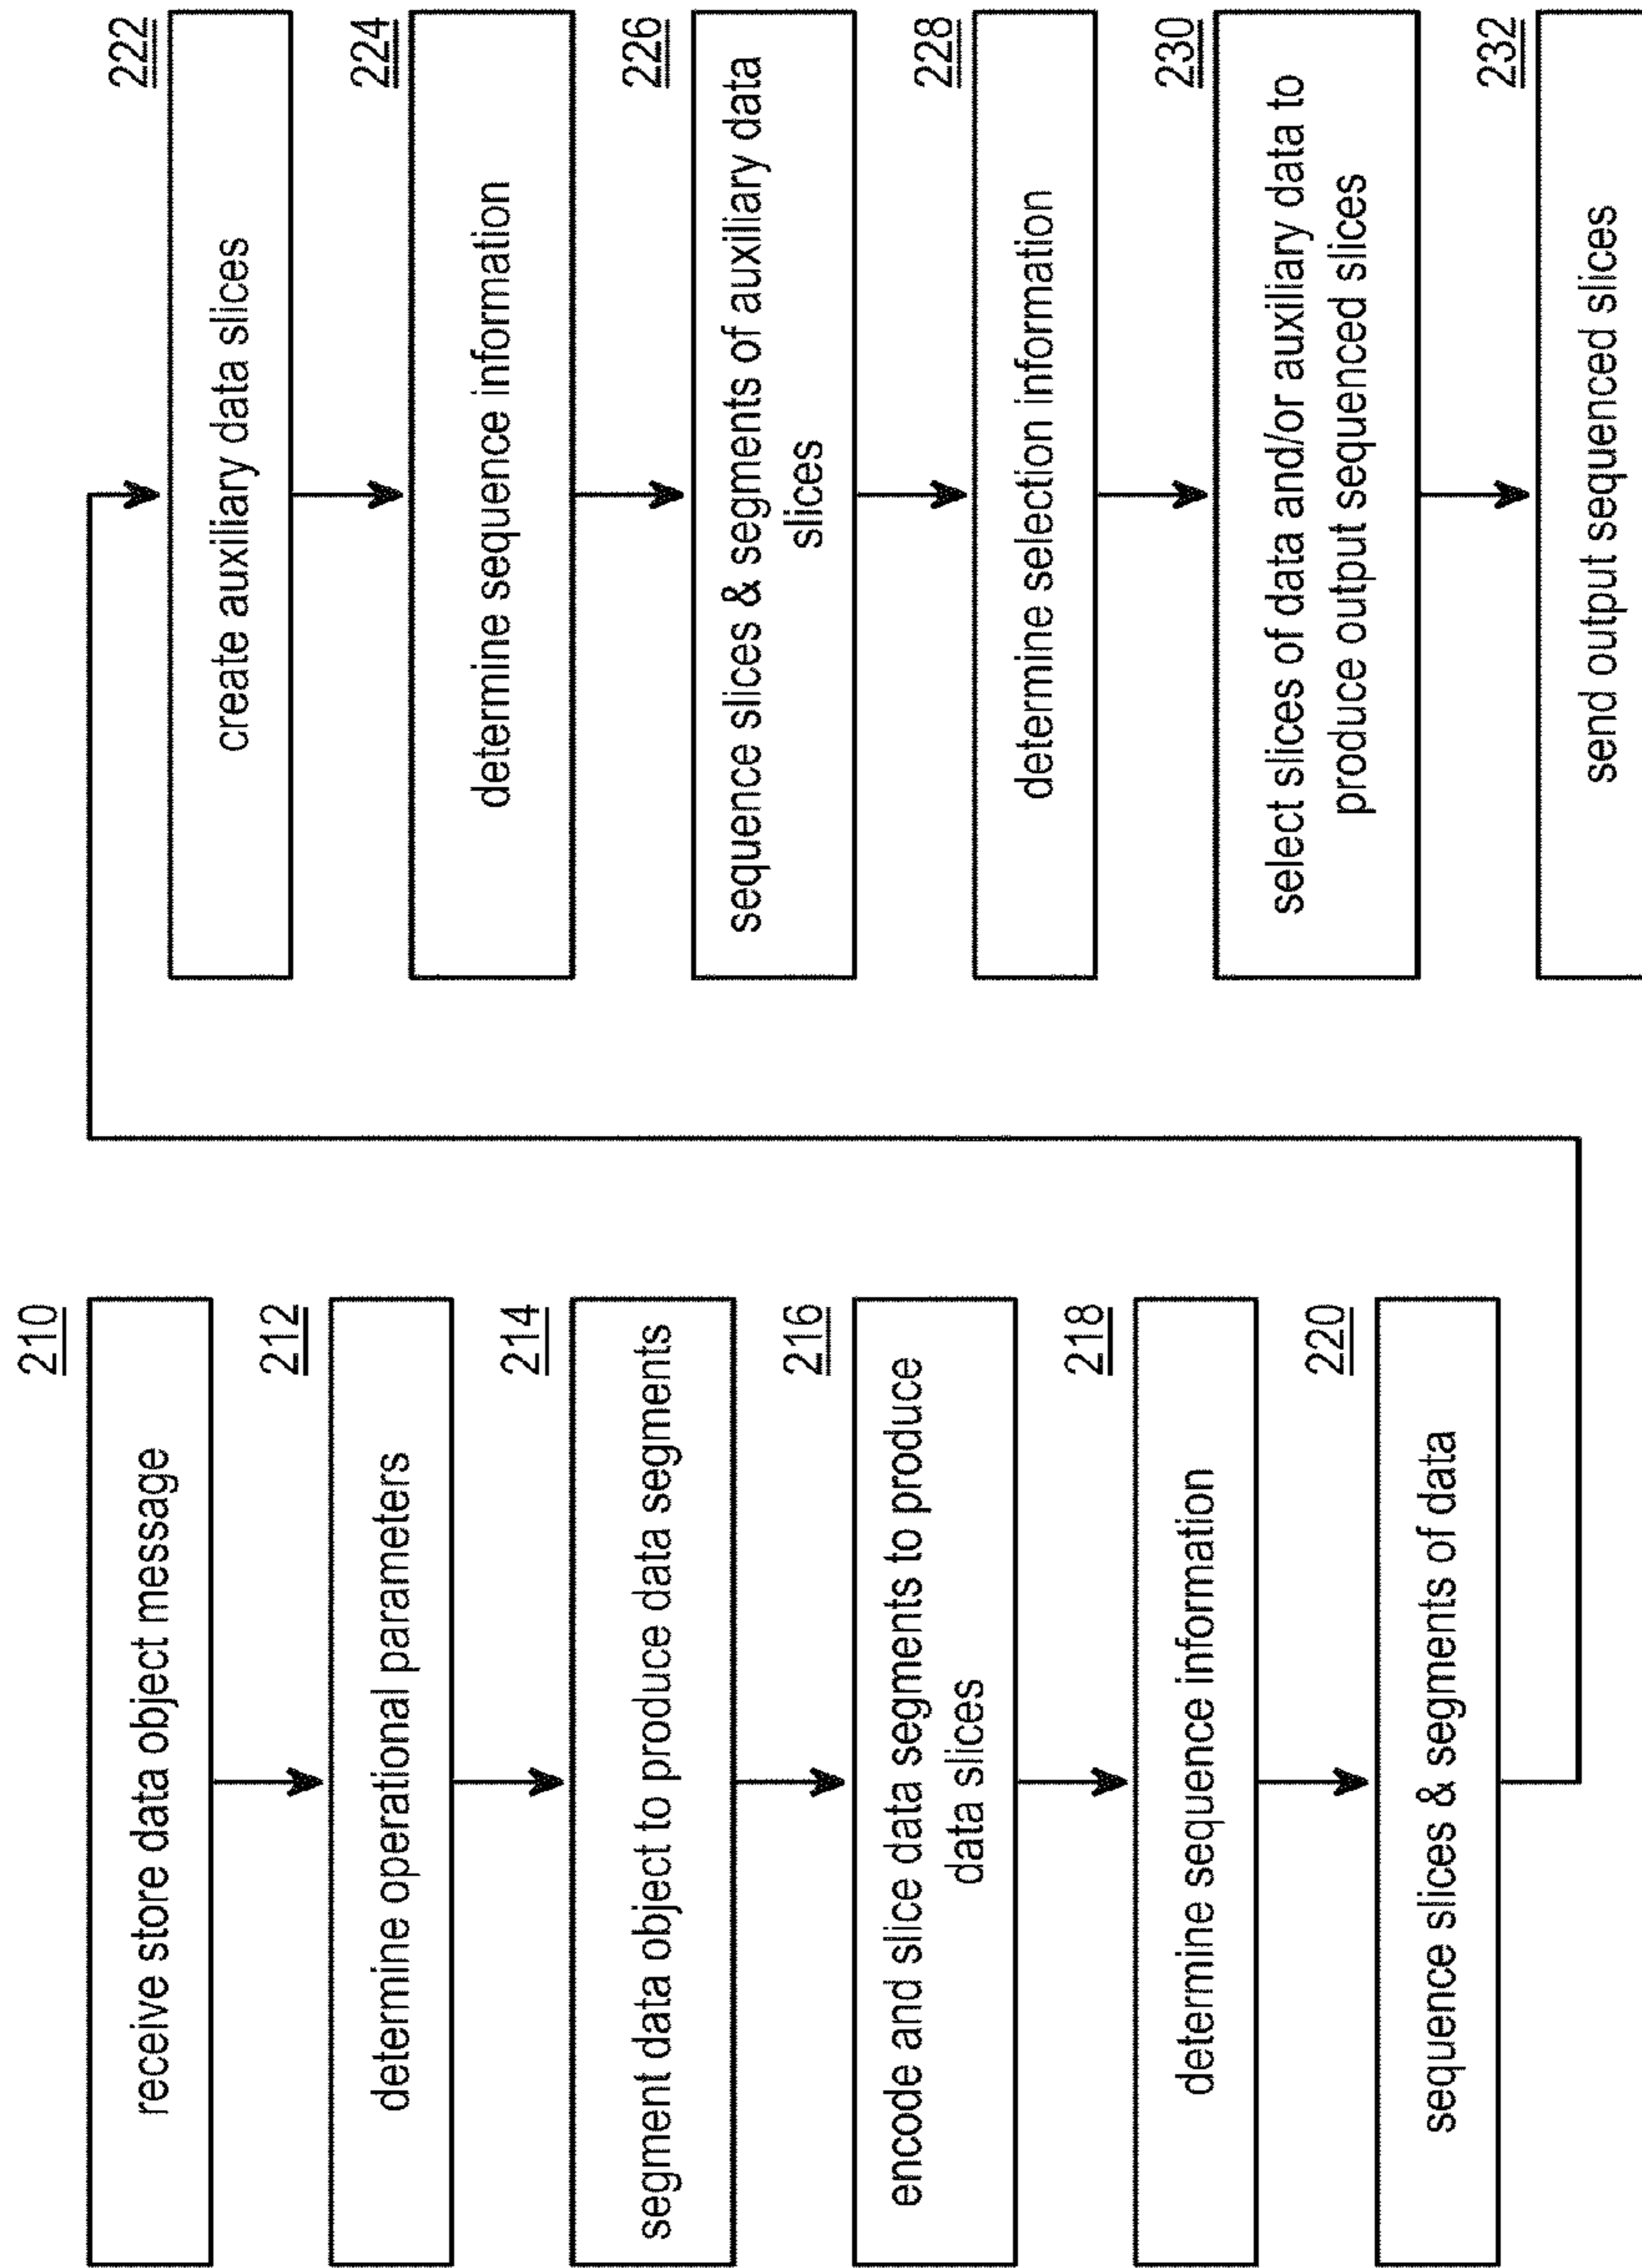 210
receive store data object message
212
determine operational parameters
214
segment data object to produce data segments
216
encode and slice data segments to produce
data slices
218
determine sequence information
220
sequence slices & segments of data
222
create auxiliary data slices
224
determine sequence information
226
sequence slices & segments of auxiliary data
slices
228
determine selection information
230
select slices of data and/or auxiliary data to
produce output sequenced slices
232
send output sequenced slices